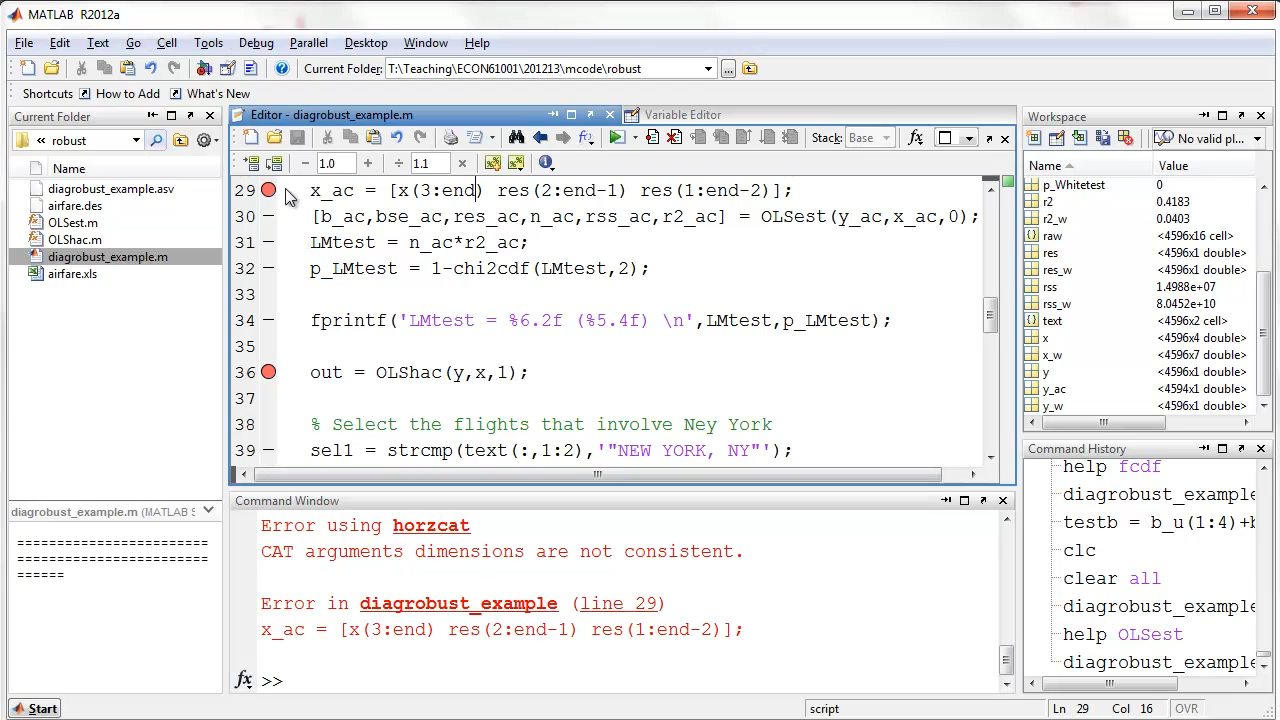 MATLAB R2012a
File Edit Text Go Cell Tools Debug Parallel Desktop Window Help
Current Folder: T:\Teaching\ECON61001\201213\mcode\robust
Shortcuts How to Add What's New
Current Folder
« robust
Name
diagrobust_example.asv
airfare.des
OLSest.m
OLShac.m
diagrobust_example.m
airfare.xls
diagrobust_example.m (MATLAB S
=========================
=========================
======
Editor - diagrobust_example.m
Variable Editor
Stack: Base
1.0
1.1
29 x_ac = [x(3:end) res(2:end-1) res(1:end-2)];
30 [b_ac,bse_ac,res_ac,n_ac,rss_ac,r2_ac] = OLSest(y_ac,x_ac,0);
31 LMtest = n_ac*r2_ac;
32 p_LMtest = 1-chi2cdf(LMtest,2);
33
34 fprintf('LMtest = %6.2f (%5.4f) \n',LMtest,p_LMtest);
35
36 out = OLShac(y,x,1);
37
38 % Select the flights that involve Ney York
39 sel1 = strcmp(text(:,1:2),'"NEW YORK, NY"');
Command Window
Error using horzcat
CAT arguments dimensions are not consistent.
Error in diagrobust_example (line 29)
x_ac = [x(3:end) res(2:end-1) res(1:end-2)];
fx >>
Workspace
No valid pl...
Name Value
p_Whitetest 0
r2 0.4183
r2_w 0.0403
raw <4596x16 cell>
res <4596x1 double>
res_w <4596x1 double>
rss 1.4988e+07
rss_w 8.0452e+10
text <4596x2 cell>
x <4596x4 double>
x_w <4596x7 double>
y <4596x1 double>
y_ac <4594x1 double>
y_w <4596x1 double>
Command History
help fcdf
diagrobust_example
testb = b_u(1:4)+b
clc
clear all
diagrobust_example
help OLSest
diagrobust_example
Start
script
Ln 29 Col 16 OVR